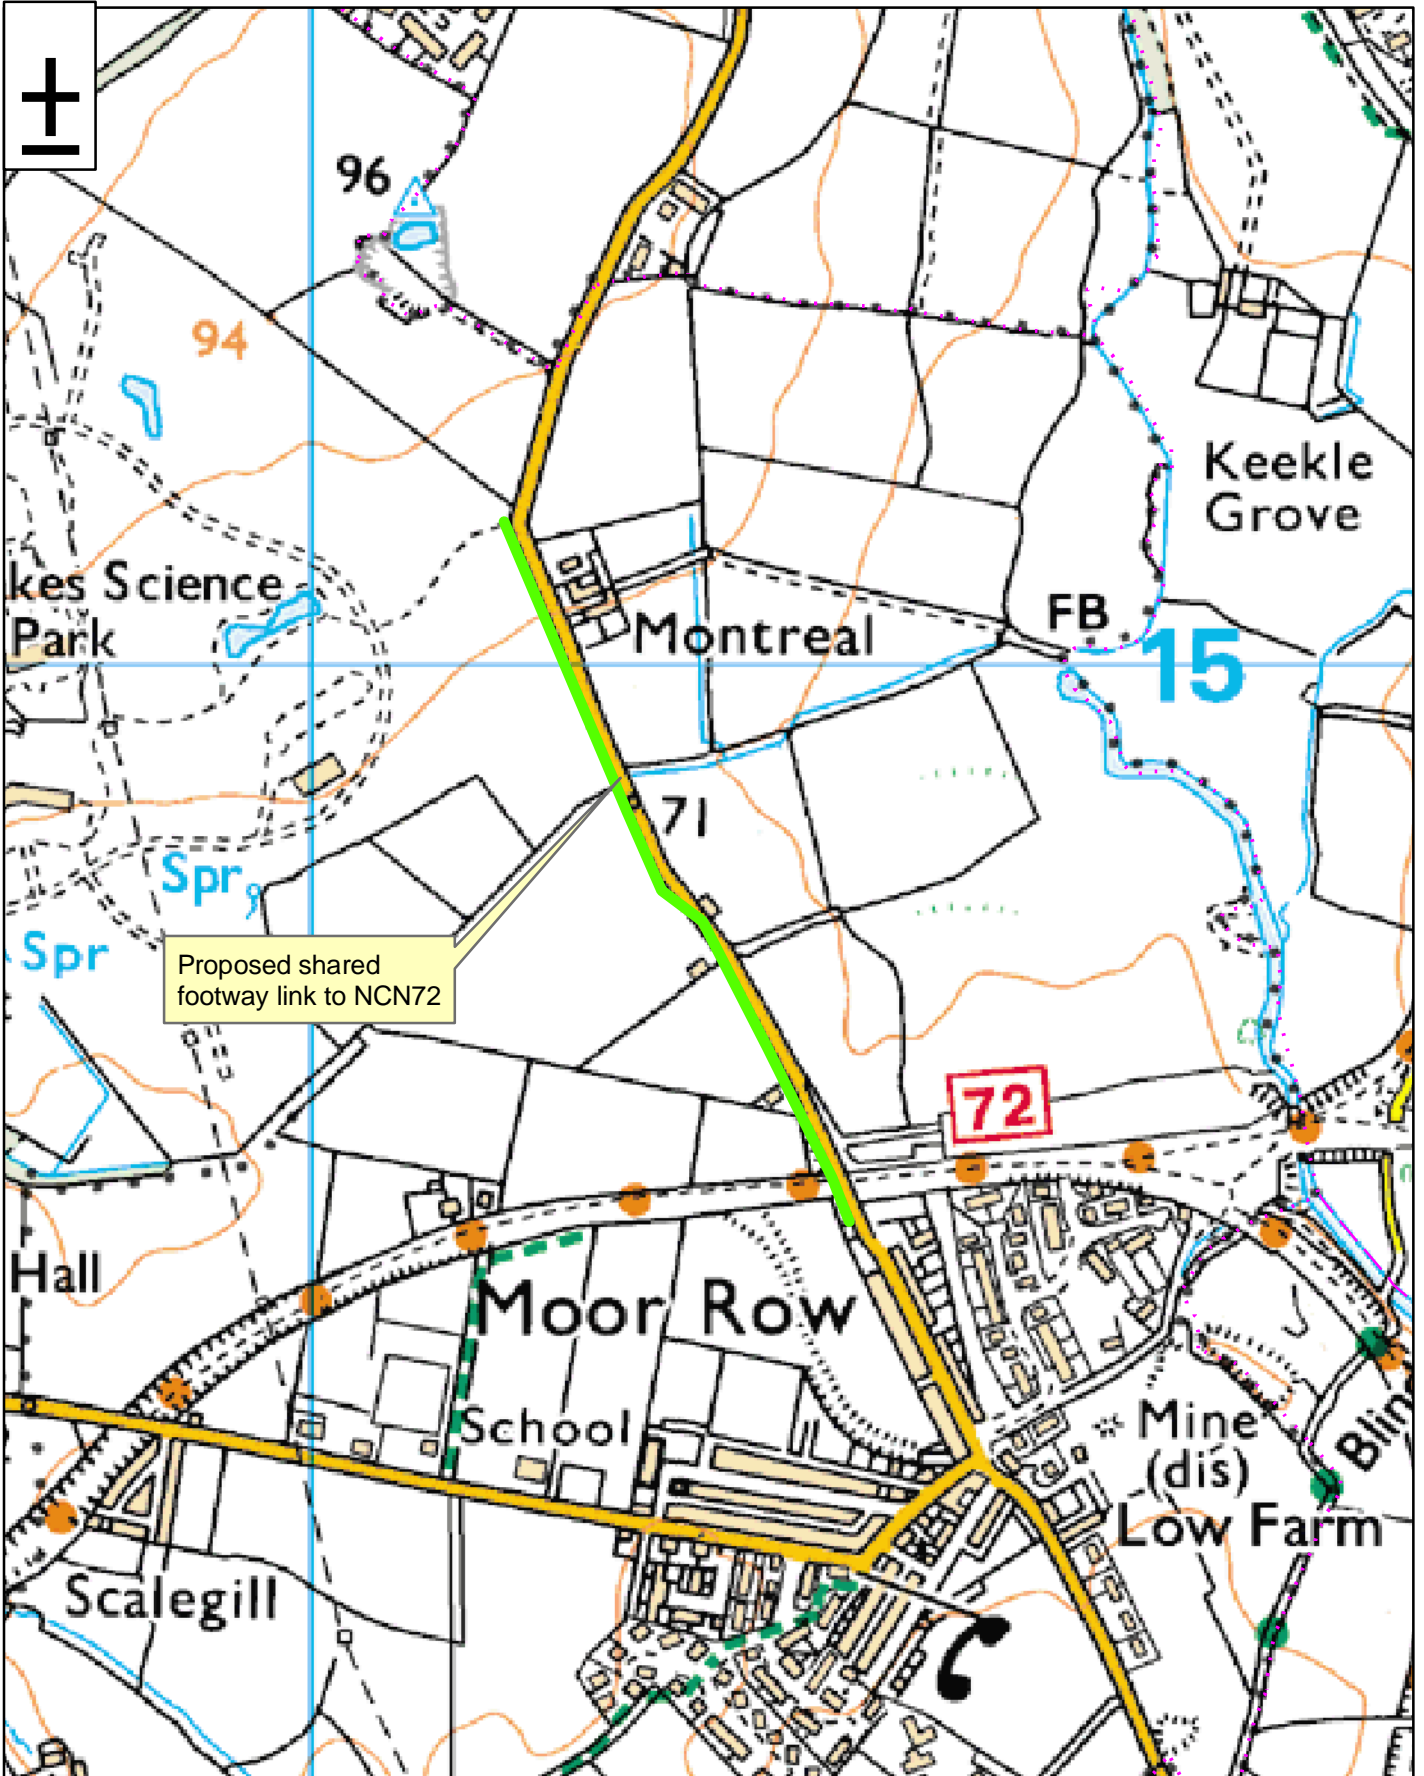 96
94
Keekle
Grove
kes Science
Park
FB
Montreal
15
71
Spr
Spr
Proposed shared
footway link to NCN72
72
Hall
Moor Row
School
Mine
(dis)
Blin
Low Farm
Scalegill